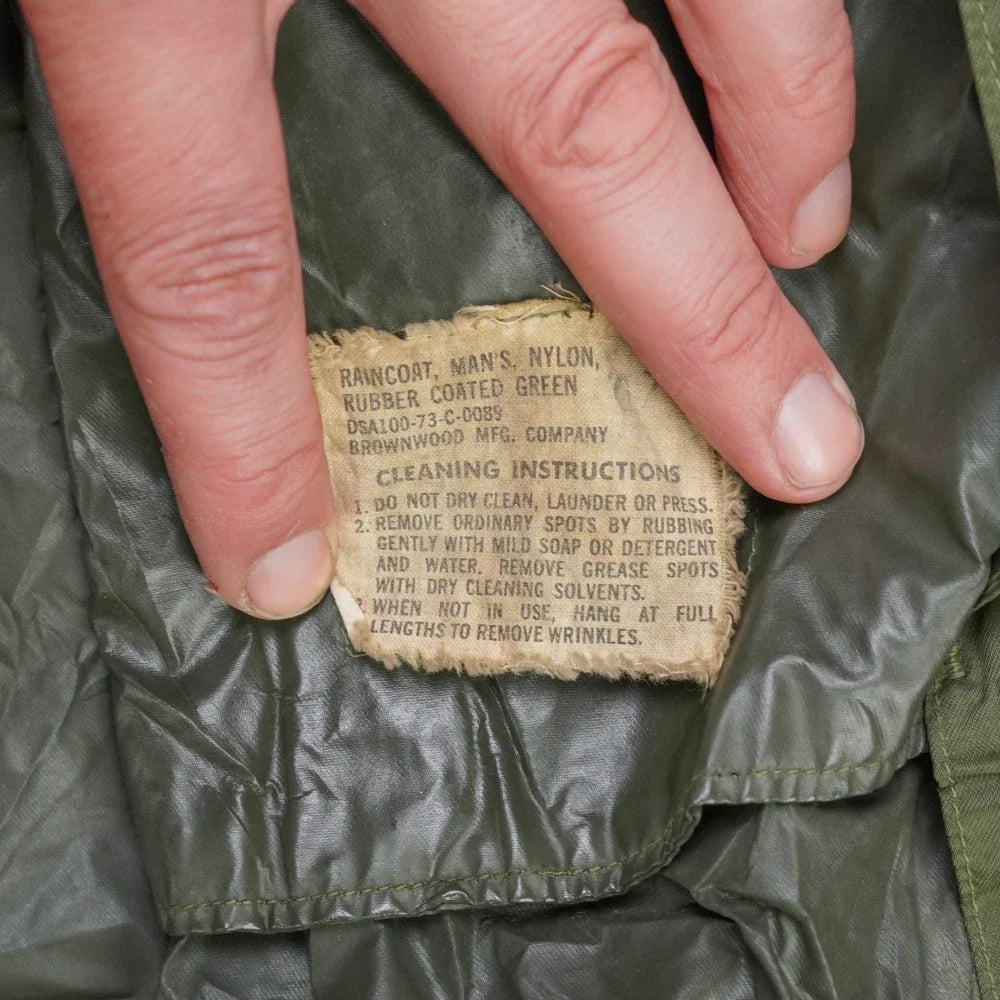 RAINCOAT, MAN'S, NYLON,
RUBBER COATED GREEN
DSA100-73-C-0089
BROWNWOOD MFG. COMPANY
CLEANING INSTRUCTIONS
1. DO NOT DRY CLEAN, LAUNDER OR PRESS.
2. REMOVE ORDINARY SPOTS BY RUBBING
GENTLY WITH MILD SOAP OR DETERGENT
AND WATER. REMOVE GREASE SPOTS
WITH DRY CLEANING SOLVENTS.
WHEN NOT IN USE, HANG AT FULL
LENGTHS TO REMOVE WRINKLES.